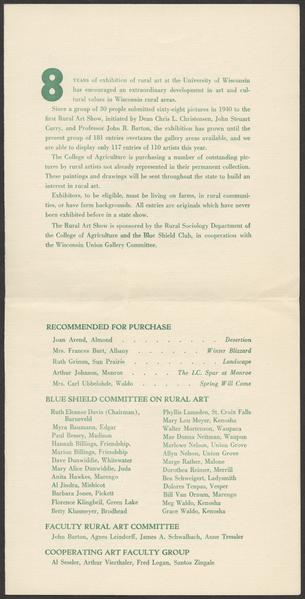 8 YEARS of exhibition of rural art at the University of Wisconsin
has encouraged an extraordinary development in art and cul-
tural values in Wisconsin rural areas.
Since a group of 30 people submitted sixty-eight pictures in 1940 to the
first Rural Art Show, initiated by Dean Chris L. Christensen, John Steuart
Curry, and Professor John R. Barton, the exhibition has grown until the
present group of 181 entries overtaxes the gallery areas available, and we
are able to display only 117 entries of 110 artists this year.
The College of Agriculture is purchasing a number of outstanding pic-
tures by rural artists not already represented in their permanent collection.
These paintings and drawings will be sent throughout the state to build an
interest in rural art.
Exhibitors, to be eligible, must be living on farms, in rural communi-
ties, or have farm backgrounds. All entries are originals which have never
been exhibited before in a state show.
The Rural Art Show is sponsored by the Rural Sociology Department of
the College of Agriculture and the Blue Shield Club, in cooperation with
the Wisconsin Union Gallery Committee.
RECOMMENDED FOR PURCHASE
Joan Arend, Almond . . . . . . . . . . Desertion
Mrs. Frances Burt, Albany . . . . . . . Winter Blizzard
Ruth Grimm, Sun Prairie . . . . . . . . Landscape
Arthur Johnson, Monroe . . . . The I.C. Spur at Monroe
Mrs. Carl Ubbelohde, Waldo . . . . . Spring Will Come
BLUE SHIELD COMMITTEE ON RURAL ART
Ruth Eleanor Davis (Chairman),
Barneveld
Myra Baumann, Edgar
Paul Beney, Madison
Hannah Billings, Friendship,
Marion Billings, Friendship
Dave Dunwiddie, Whitewater
Mary Alice Dunwiddie, Juda
Anita Hawkes, Marengo
Al Jindra, Mishicot
Barbara Jones, Pickett
Florence Klingbeil, Green Lake
Betty Klusmeyer, Brodhead
Phyllis Lumsden, St. Croix Falls
Mary Lou Meyer, Kenosha
Walter Mortenson, Waupaca
Mae Donna Neitman, Waupun
Marlowe Nelson, Union Grove
Allyn Nelson, Union Grove
Marge Rather, Malone
Dorothea Reisner, Merrill
Ben Schweigert, Ladysmith
Dolores Tenpas, Vesper
Bill Van Ornum, Marengo
Meg Waldo, Kenosha
Grace Waldo, Kenosha
FACULTY RURAL ART COMMITTEE
John Barton, Agnes Leindorff, James A. Schwalbach, Anne Tressler
COOPERATING ART FACULTY GROUP
Al Sessler, Arthur Vierthaler, Fred Logan, Santos Zingale